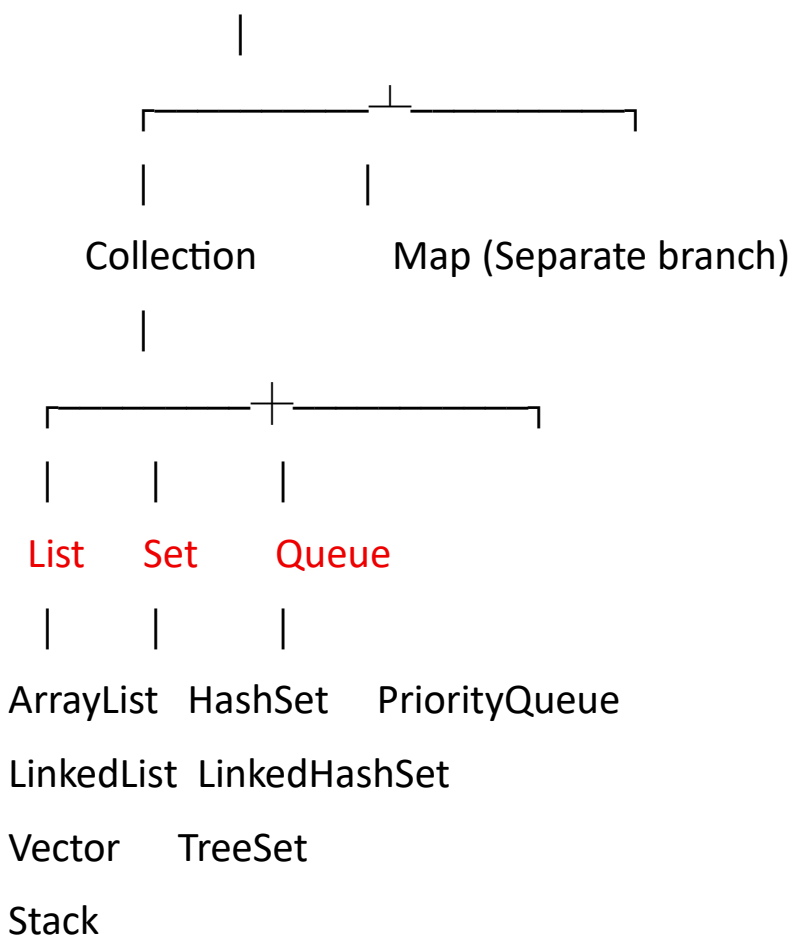 |
┌──────────┴──────────┐
| |
Collection Map (Separate branch)
|
┌─────────┼───────────┐
| | |
List Set Queue
| | |
ArrayList HashSet PriorityQueue
LinkedList LinkedHashSet
Vector TreeSet
Stack